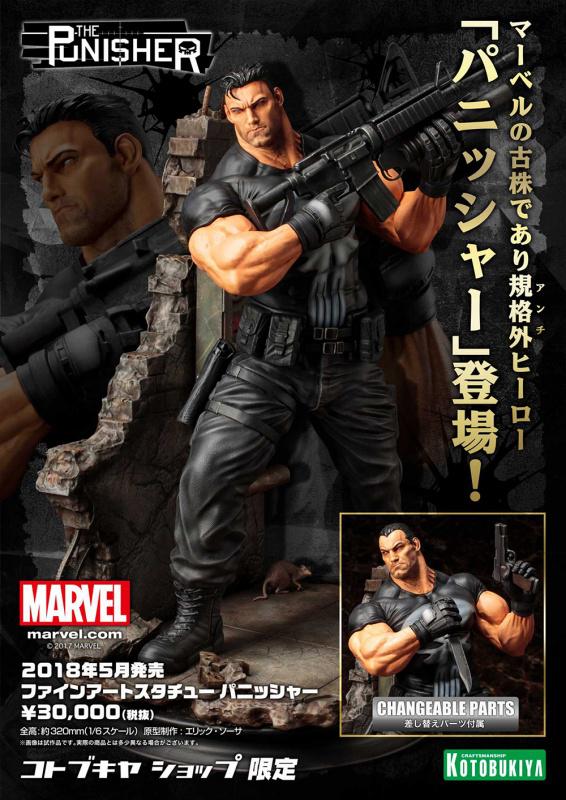 THE
PUNISHER
マーベルの古株であり規格外ヒーロー
アンチ
「パニッシャー」登場！
MARVEL
marvel.com
© 2017 MARVEL
2018年5月発売
ファインアートスタチュー パニッシャー
¥30,000(税抜)
全高：約320mm(1/6スケール) 原型制作：エリック・ソーサ
※画像は試作品です。実際の商品とは多少異なる場合がございます。
コトブキヤ ショップ 限定
CHANGEABLE PARTS
差し替えパーツ付属
CRAFTSMANSHIP
KOTOBUKIYA